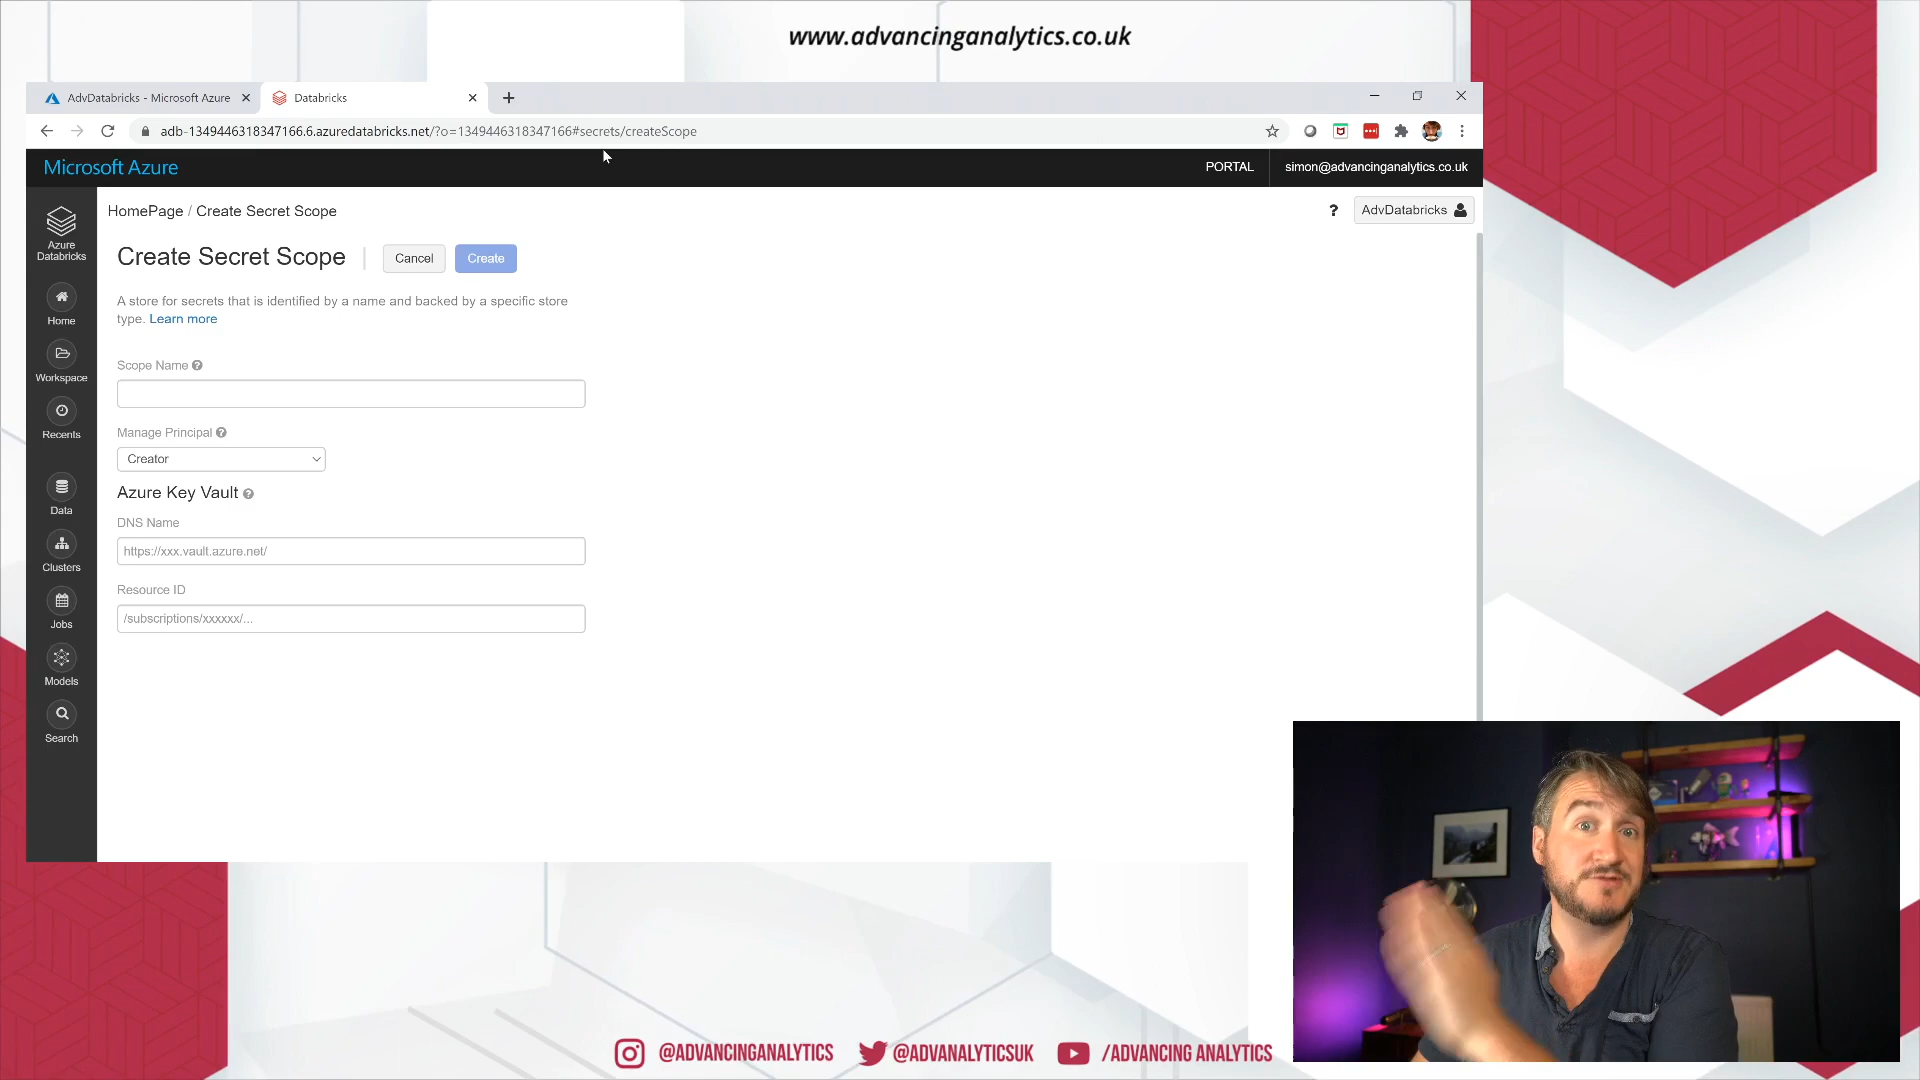 www.advancinganalytics.co.uk
AdvDatabricks - Microsoft Azure
Databricks
adb-1349446318347166.6.azuredatabricks.net/?o=1349446318347166#secrets/createScope
Microsoft Azure
PORTAL
simon@advancinganalytics.co.uk
HomePage / Create Secret Scope
?
AdvDatabricks
Azure
Databricks
Home
Workspace
Recents
Data
Clusters
Jobs
Models
Search
Create Secret Scope
Cancel
Create
A store for secrets that is identified by a name and backed by a specific store
type. Learn more
Scope Name
Manage Principal
Creator
Azure Key Vault
DNS Name
https://xxx.vault.azure.net/
Resource ID
/subscriptions/xxxxxx/...
@ADVANCINGANALYTICS
@ADVANALYTICSUK
/ADVANCING ANALYTICS